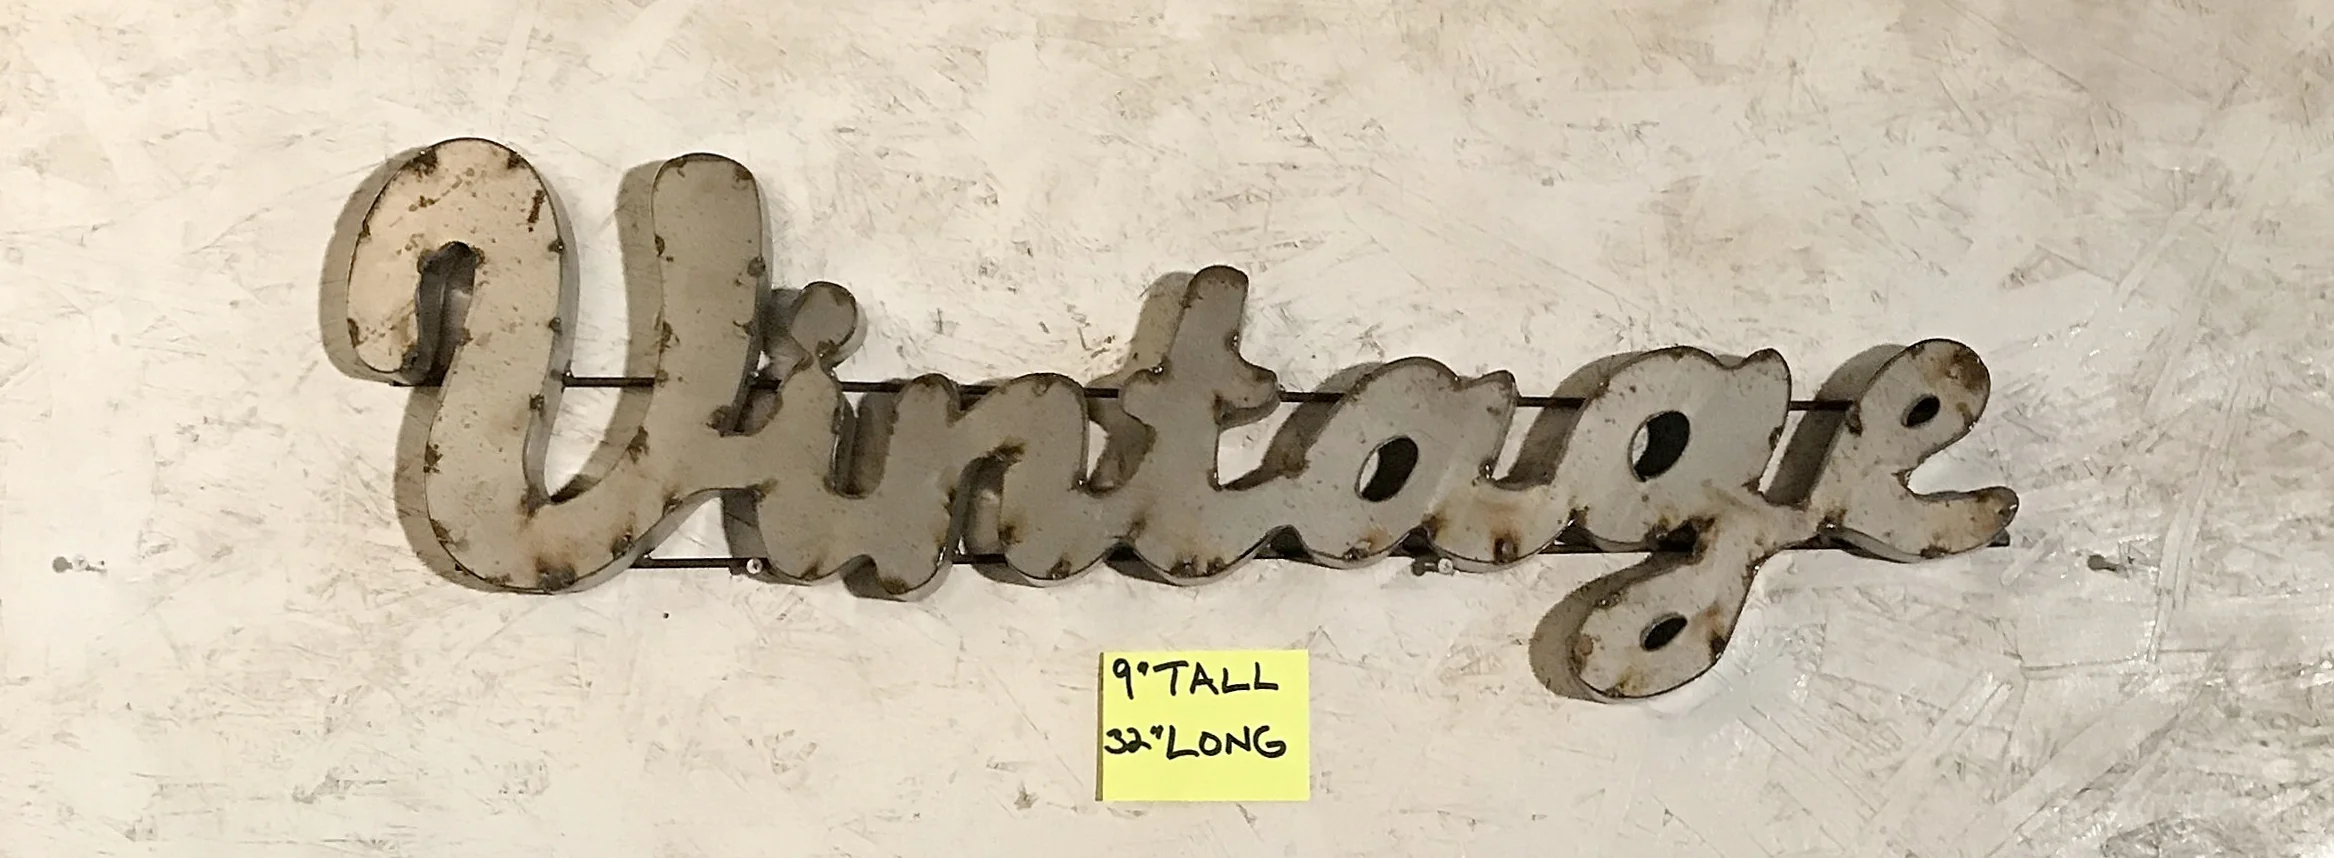 Vintage
9" TALL
32" LONG